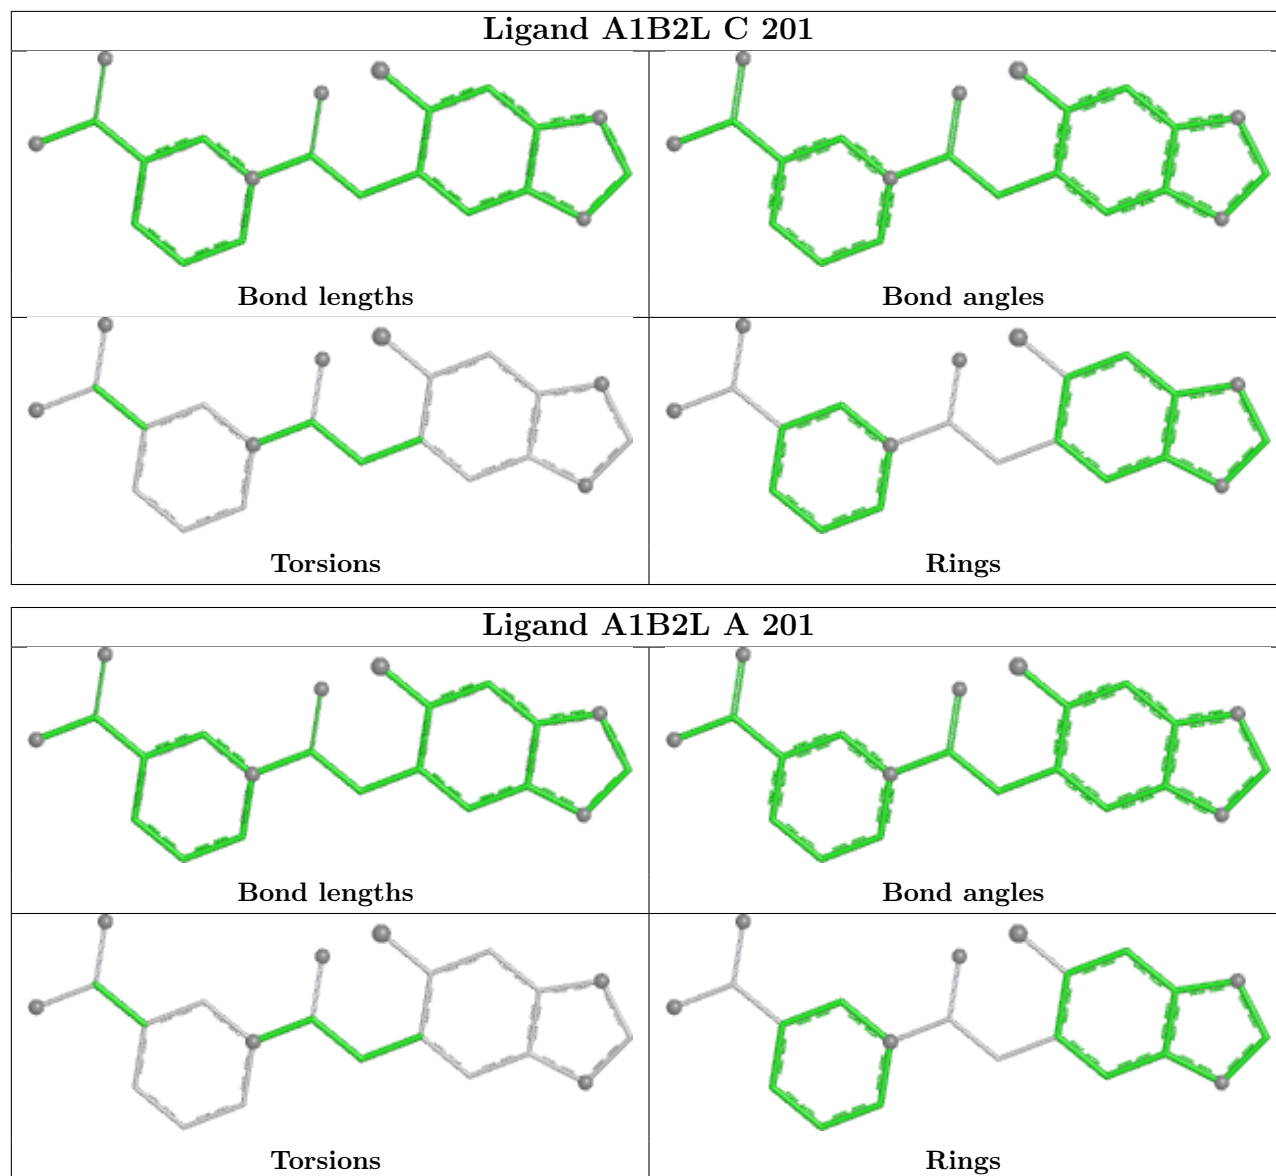 Ligand A1B2L C 201
Bond lengths
Bond angles
Torsions
Rings
Ligand A1B2L A 201
Bond lengths
Bond angles
Torsions
Rings